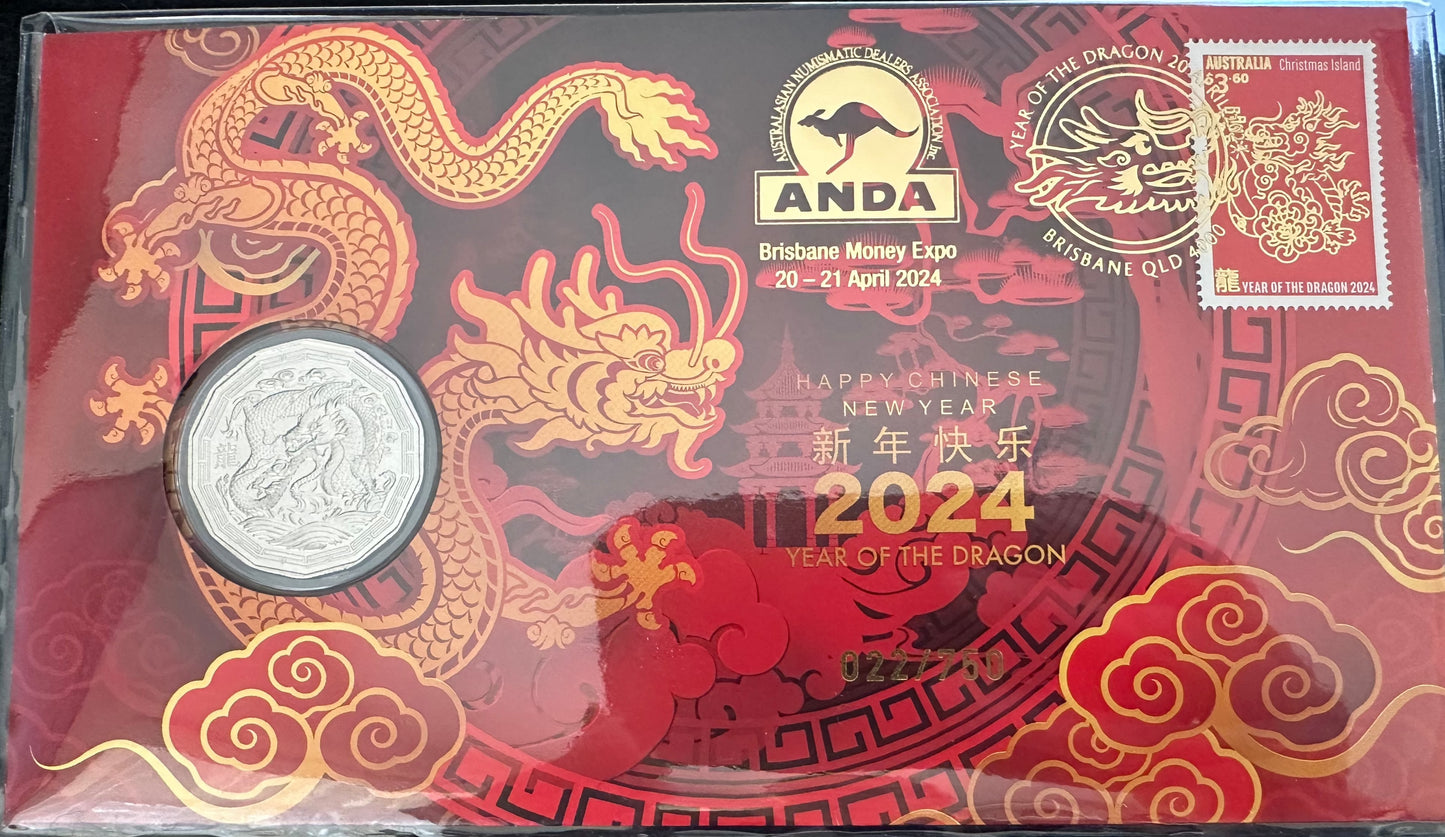 AUSTRALASIAN NUMISMATIC DEALERS ASSOCIATION Inc
ANDA
Brisbane Money Expo
20 – 21 April 2024
YEAR OF THE DRAGON
BRISBANE QLD 4000
AUSTRALIA Christmas Island
$3·60
龍 YEAR OF THE DRAGON 2024
HAPPY CHINESE
NEW YEAR
新年快乐
2024
YEAR OF THE DRAGON
022/750
龍